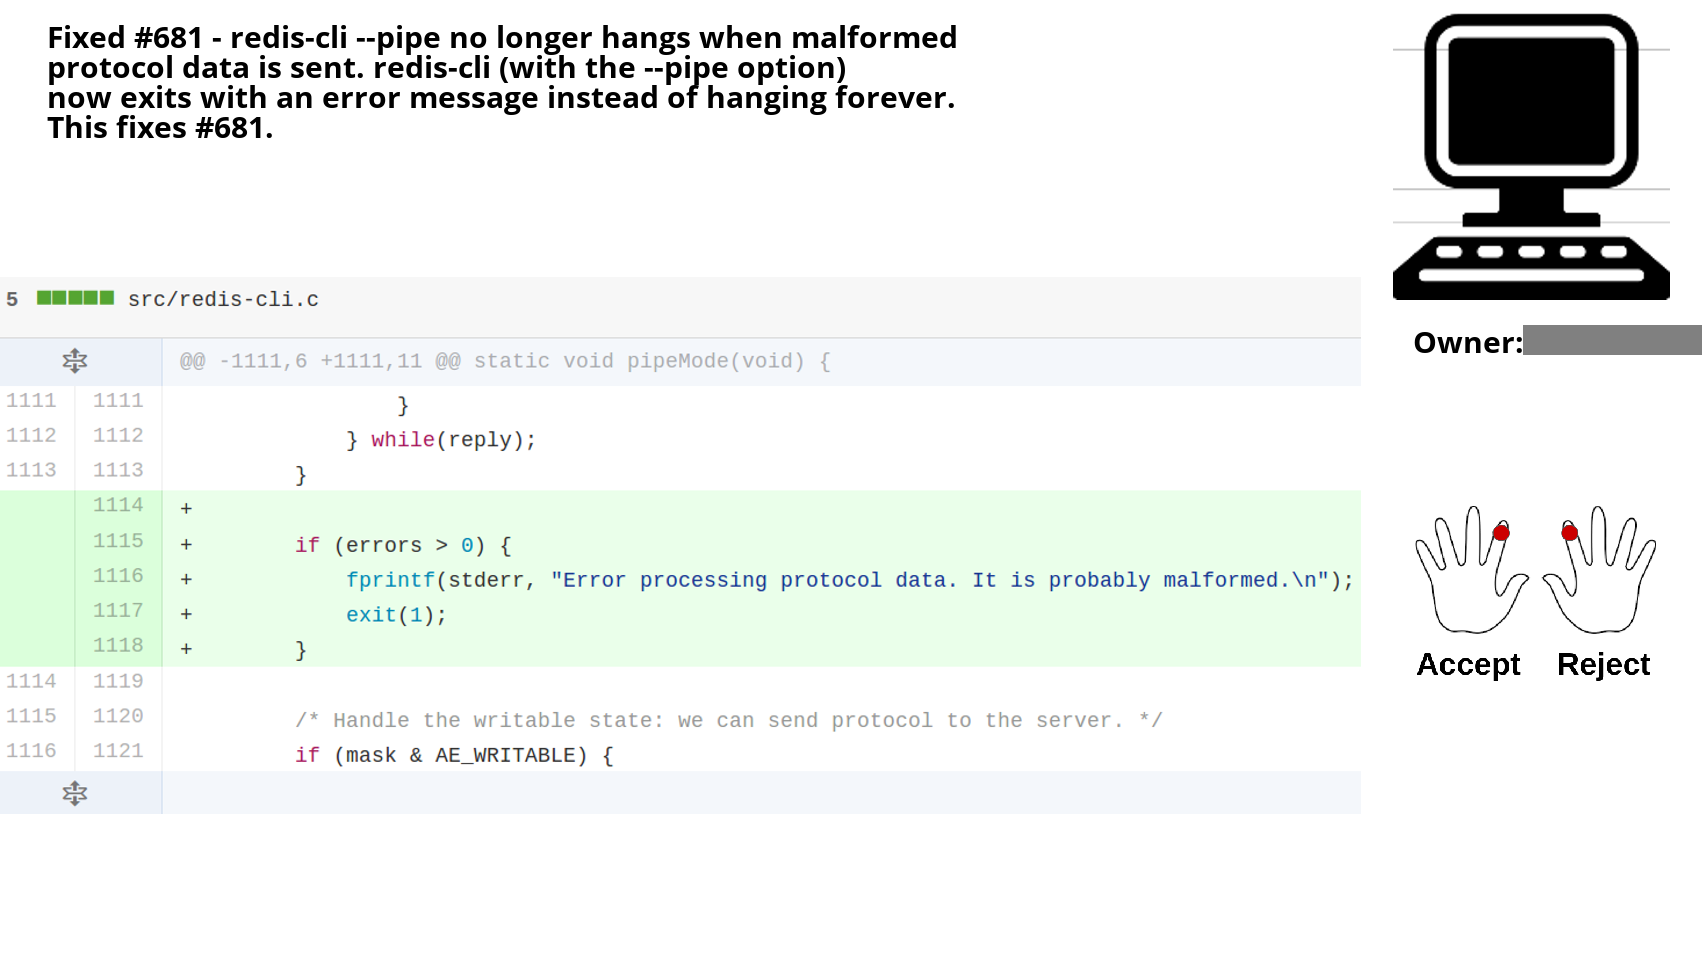 Fixed #681 - redis-cli --pipe no longer hangs when malformed
protocol data is sent. redis-cli (with the --pipe option)
now exits with an error message instead of hanging forever.
This fixes #681.
Owner:
5 src/redis-cli.c
@@ -1111,6 +1111,11 @@ static void pipeMode(void) {
1111 1111 }
1112 1112 } while(reply);
1113 1113 }
1114 +
1115 + if (errors > 0) {
1116 + fprintf(stderr, "Error processing protocol data. It is probably malformed.\n");
1117 + exit(1);
1118 + }
1114 1119
1115 1120 /* Handle the writable state: we can send protocol to the server. */
1116 1121 if (mask & AE_WRITABLE) {
Accept Reject